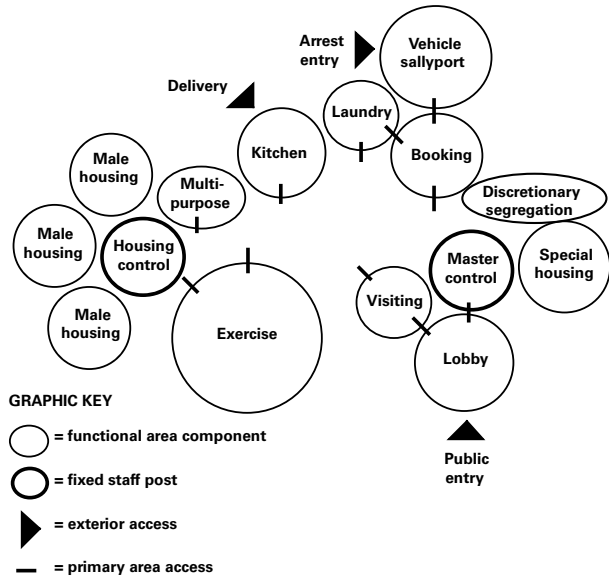 Arrest
entry
Vehicle
sallyport
Delivery
Laundry
Kitchen
Booking
Male
housing
Multi-
purpose
Discretionary
segregation
Male
housing
Housing
control
Master
control
Special
housing
Male
housing
Visiting
Exercise
Lobby
GRAPHIC KEY
= functional area component
Public
entry
= fixed staff post
= exterior access
= primary area access